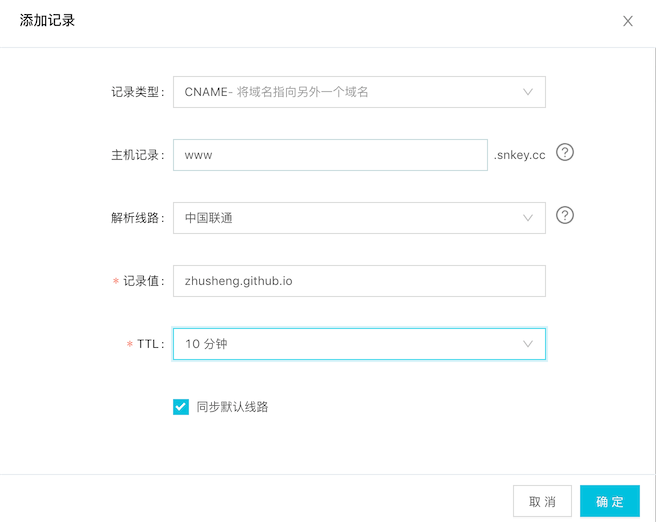 添加记录
记录类型: CNAME- 将域名指向另外一个域名
主机记录: www .snkey.cc ?
解析线路: 中国联通 ?
* 记录值: zhusheng.github.io
* TTL: 10 分钟
同步默认线路
取 消 确 定